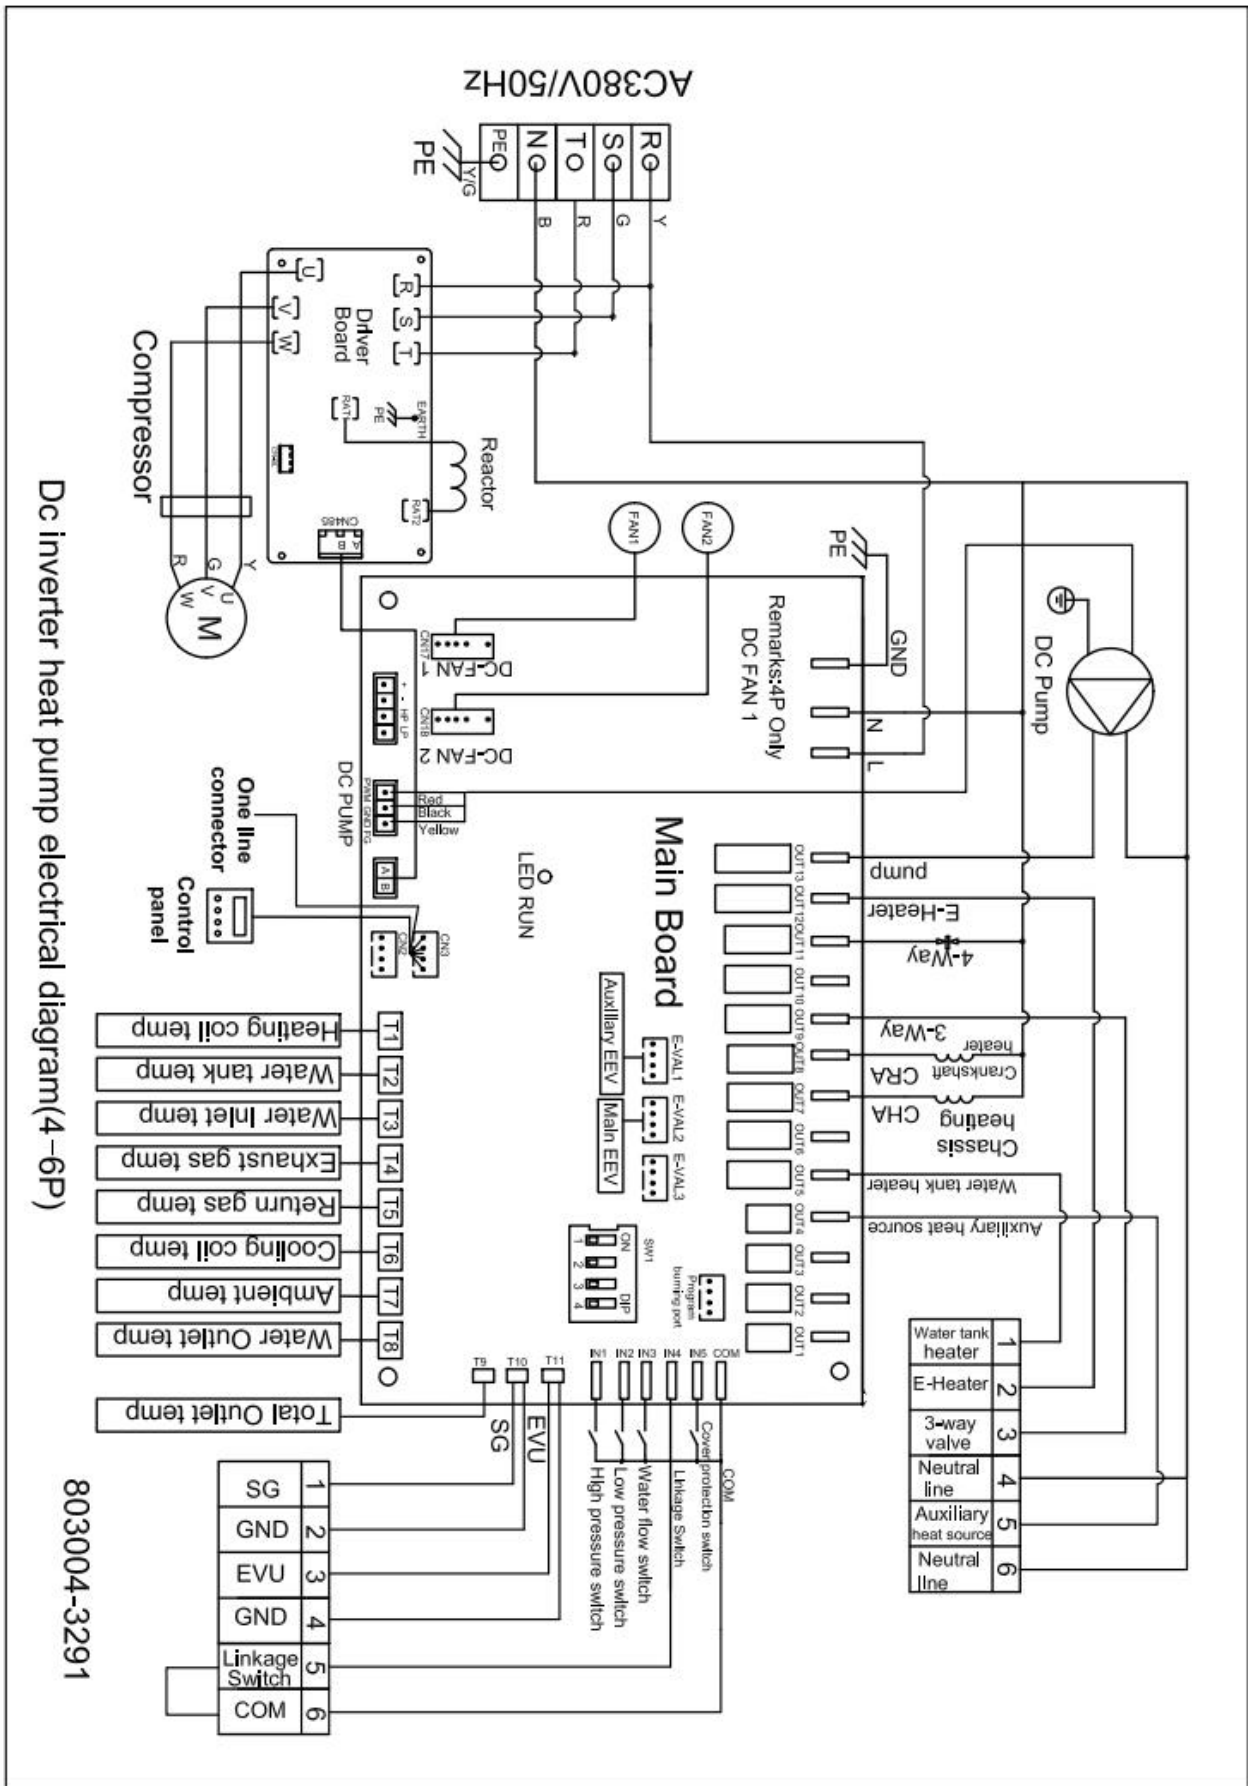 AC380V/50Hz
R
S
T
N
PE
PE
Y/G
Y
G
R
B
U
V
W
R
S
T
Driver
Board
RAT1
PE
EARTH
Reactor
RAT2
CN485
A
B
Compressor
Y
G
R
U
V
W
M
FAN1
FAN2
PE
GND
N
L
DC Pump
Remarks:4P Only
DC FAN 1
CN17
DC-FAN 1
CN18
DC-FAN 2
+ - HP LP
DC PUMP
PWM GND FG
Red
Black
Yellow
A
B
One line
connector
Control
panel
CN2
CN3
LED RUN
Main Board
OUT13
OUT12
OUT11
OUT10
OUT9
OUT8
OUT7
OUT6
OUT5
OUT4
OUT3
OUT2
OUT1
pump
E-Heater
4-Way
3-Way
CRA
Crankshaft
heater
CHA
Chassis
heating
Water tank heater
Auxiliary heat source
Auxiliary EEV
Main EEV
E-VAL1
E-VAL2
E-VAL3
SW1
ON
DIP
1
2
3
4
Program
burning port
T1
Heating coil temp
T2
Water tank temp
T3
Water Inlet temp
T4
Exhaust gas temp
T5
Return gas temp
T6
Cooling coil temp
T7
Ambient temp
T8
Water Outlet temp
Total Outlet temp
T9
T10
T11
SG
EVU
IN1
IN2
IN3
IN4
IN5
COM
High pressure switch
Low pressure switch
Water flow switch
Linkage Switch
Cover protection switch
COM
1
Water tank
heater
2
E-Heater
3
3-way
valve
4
Neutral
line
5
Auxiliary
heat source
6
Neutral
line
SG
1
GND
2
EVU
3
GND
4
Linkage
Switch
5
COM
6
Dc inverter heat pump electrical diagram(4-6P)
803004-3291